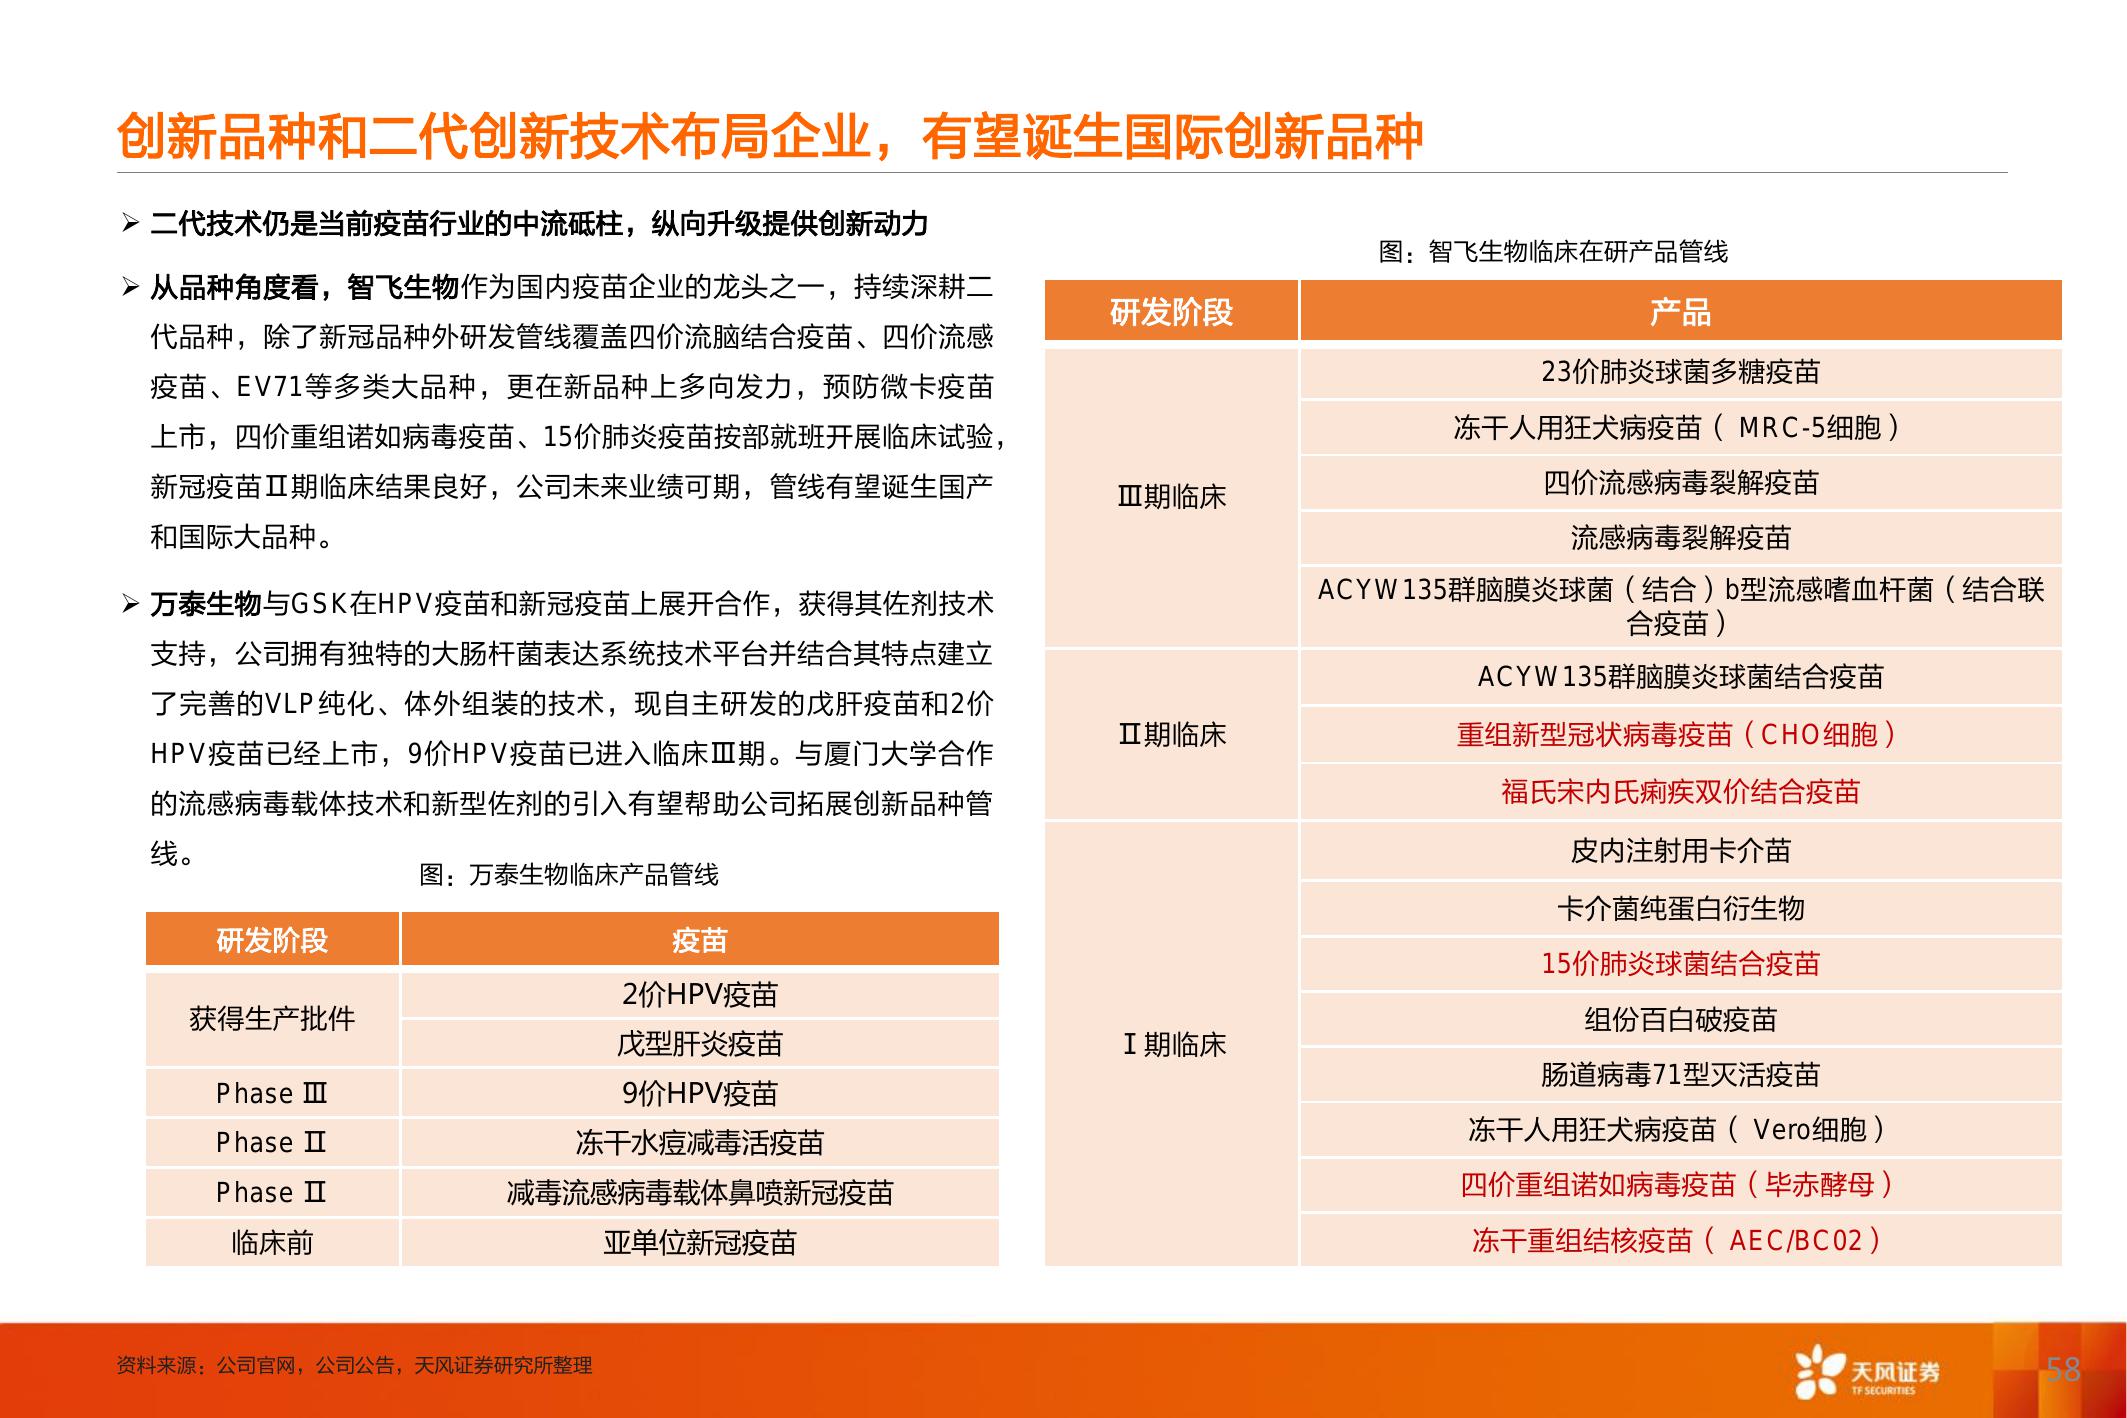 创新品种和二代创新技术布局企业，有望诞生国际创新品种
➢ 二代技术仍是当前疫苗行业的中流砥柱，纵向升级提供创新动力
➢ 从品种角度看，智飞生物作为国内疫苗企业的龙头之一，持续深耕二
代品种，除了新冠品种外研发管线覆盖四价流脑结合疫苗、四价流感
疫苗、EV71等多类大品种，更在新品种上多向发力，预防微卡疫苗
上市，四价重组诺如病毒疫苗、15价肺炎疫苗按部就班开展临床试验，
新冠疫苗Ⅱ期临床结果良好，公司未来业绩可期，管线有望诞生国产
和国际大品种。
➢ 万泰生物与GSK在HPV疫苗和新冠疫苗上展开合作，获得其佐剂技术
支持，公司拥有独特的大肠杆菌表达系统技术平台并结合其特点建立
了完善的VLP纯化、体外组装的技术，现自主研发的戊肝疫苗和2价
HPV疫苗已经上市，9价HPV疫苗已进入临床Ⅲ期。与厦门大学合作
的流感病毒载体技术和新型佐剂的引入有望帮助公司拓展创新品种管
线。
图：万泰生物临床产品管线
研发阶段 疫苗
获得生产批件 2价HPV疫苗
戊型肝炎疫苗
Phase Ⅲ 9价HPV疫苗
Phase Ⅱ 冻干水痘减毒活疫苗
Phase Ⅱ 减毒流感病毒载体鼻喷新冠疫苗
临床前 亚单位新冠疫苗
图：智飞生物临床在研产品管线
研发阶段 产品
Ⅲ期临床 23价肺炎球菌多糖疫苗
冻干人用狂犬病疫苗（ MRC-5细胞）
四价流感病毒裂解疫苗
流感病毒裂解疫苗
ACYW135群脑膜炎球菌（结合）b型流感嗜血杆菌（结合联
合疫苗）
Ⅱ期临床 ACYW135群脑膜炎球菌结合疫苗
重组新型冠状病毒疫苗（CHO细胞）
福氏宋内氏痢疾双价结合疫苗
Ⅰ期临床 皮内注射用卡介苗
卡介菌纯蛋白衍生物
15价肺炎球菌结合疫苗
组份百白破疫苗
肠道病毒71型灭活疫苗
冻干人用狂犬病疫苗（ Vero细胞）
四价重组诺如病毒疫苗（毕赤酵母）
冻干重组结核疫苗（ AEC/BC02）
资料来源：公司官网，公司公告，天风证券研究所整理
天风证券
TF SECURITIES
58